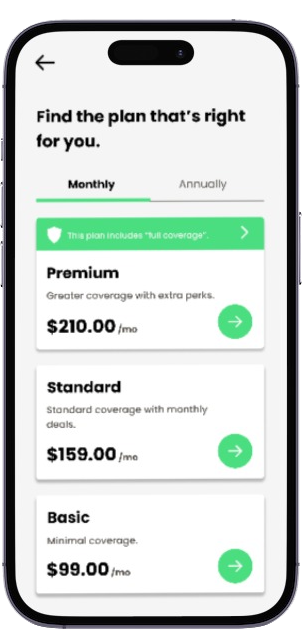 Find the plan that's right
for you.
Monthly
Annually
This plan includes "full coverage".
Premium
Greater coverage with extra perks.
$210.00 /mo
Standard
Standard coverage with monthly
deals.
$159.00 /mo
Basic
Minimal coverage.
$99.00 /mo